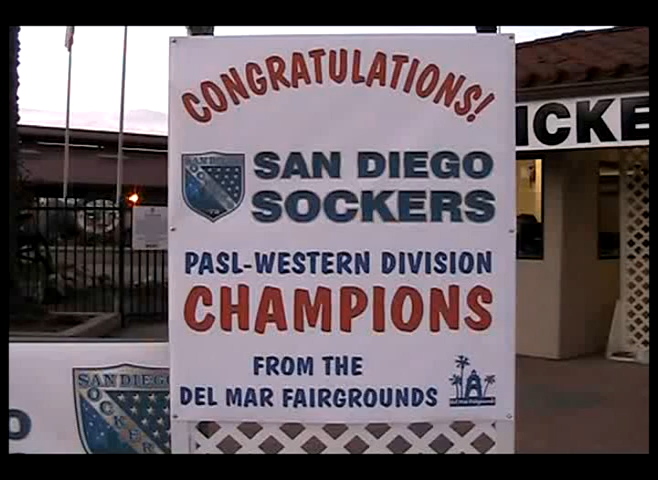 CONGRATULATIONS!
SAN DIEGO
SOCKERS
PASL-WESTERN DIVISION
CHAMPIONS
FROM THE
DEL MAR FAIRGROUNDS
ICKE
SAN DIEGO
SOCKERS